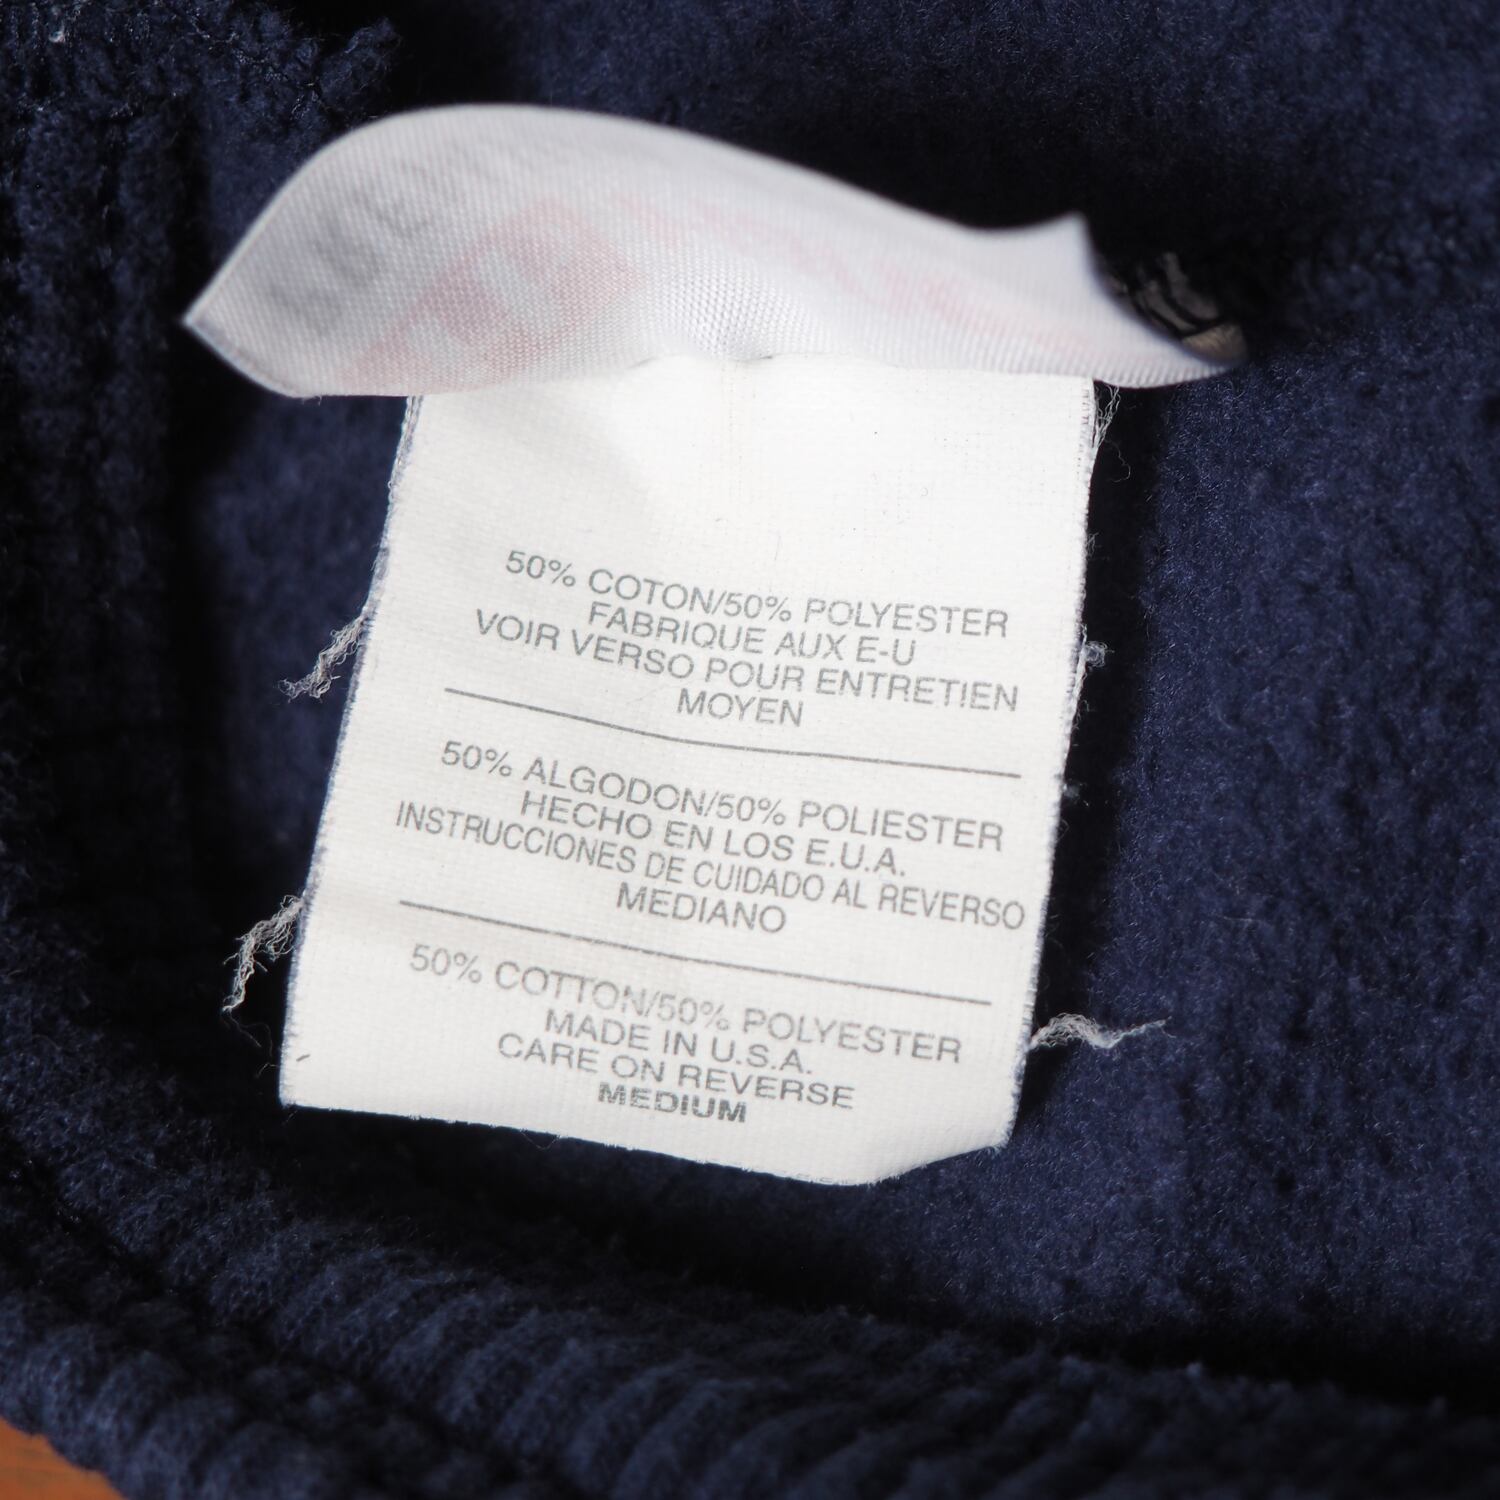 50% COTON/50% POLYESTER
FABRIQUE AUX E-U
VOIR VERSO POUR ENTRETIEN
MOYEN
50% ALGODON/50% POLIESTER
HECHO EN LOS E.U.A.
INSTRUCCIONES DE CUIDADO AL REVERSO
MEDIANO
50% COTTON/50% POLYESTER
MADE IN U.S.A.
CARE ON REVERSE
MEDIUM